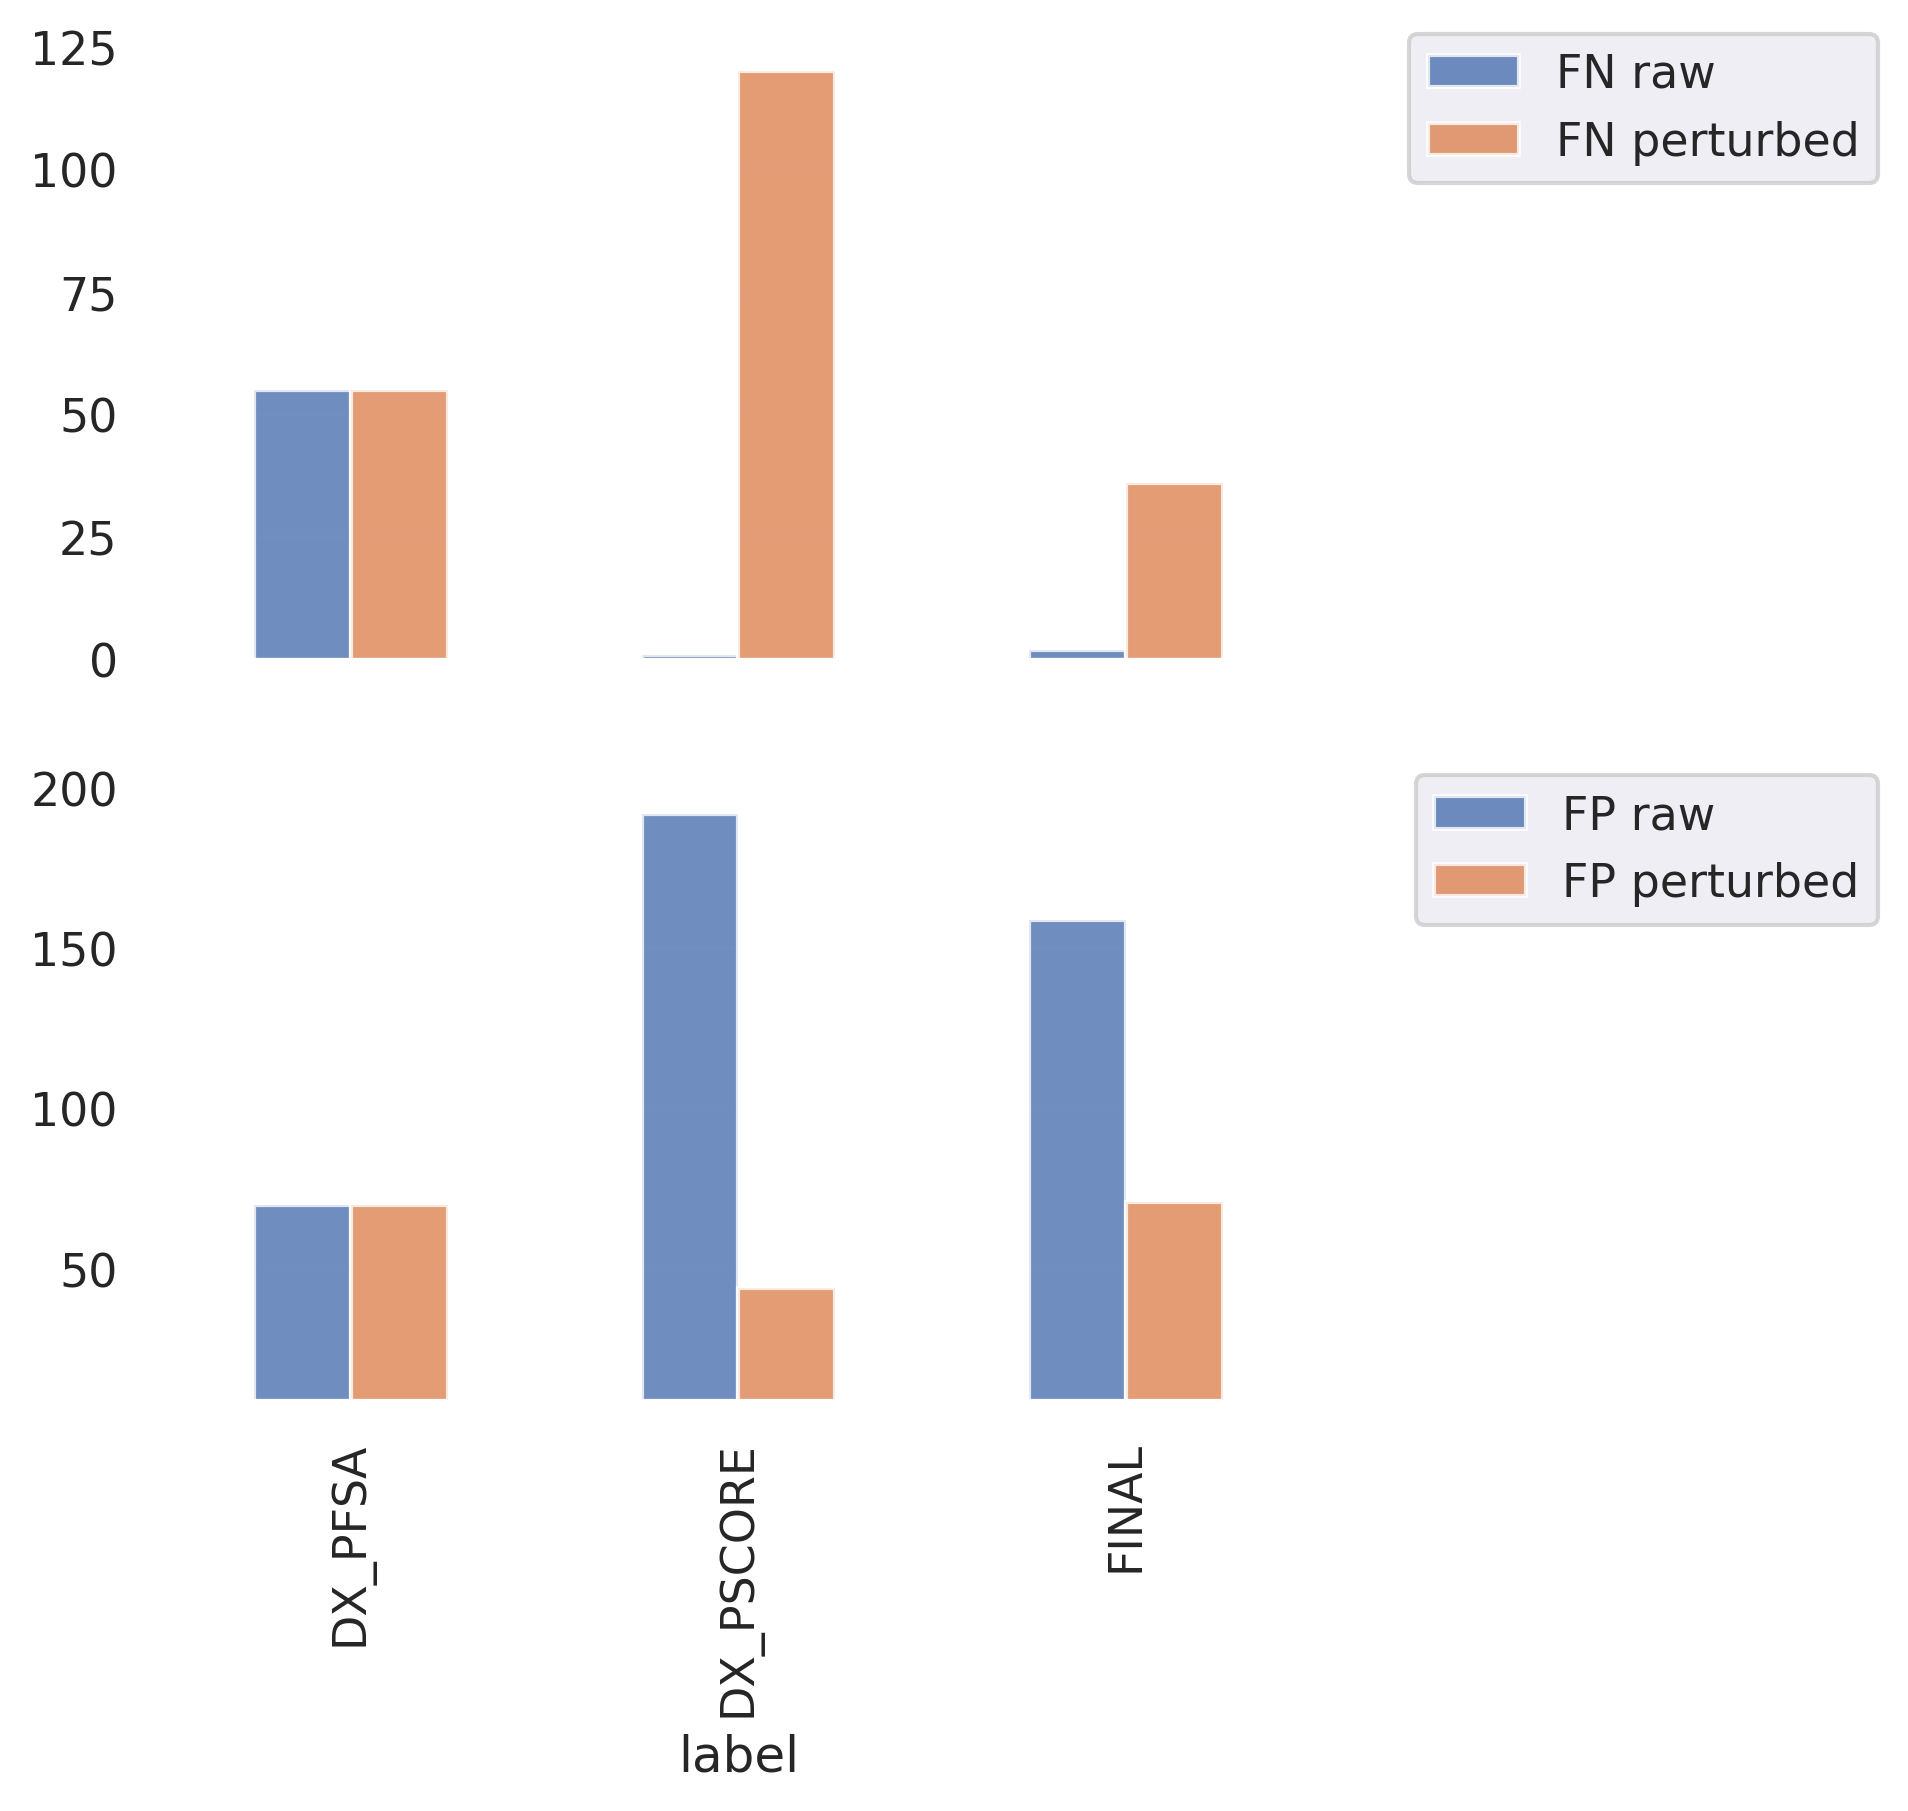 125
100
75
50
25
0
FN raw
FN perturbed
200
150
100
50
FP raw
FP perturbed
DX_PFSA
DX_PSCORE
FINAL
label